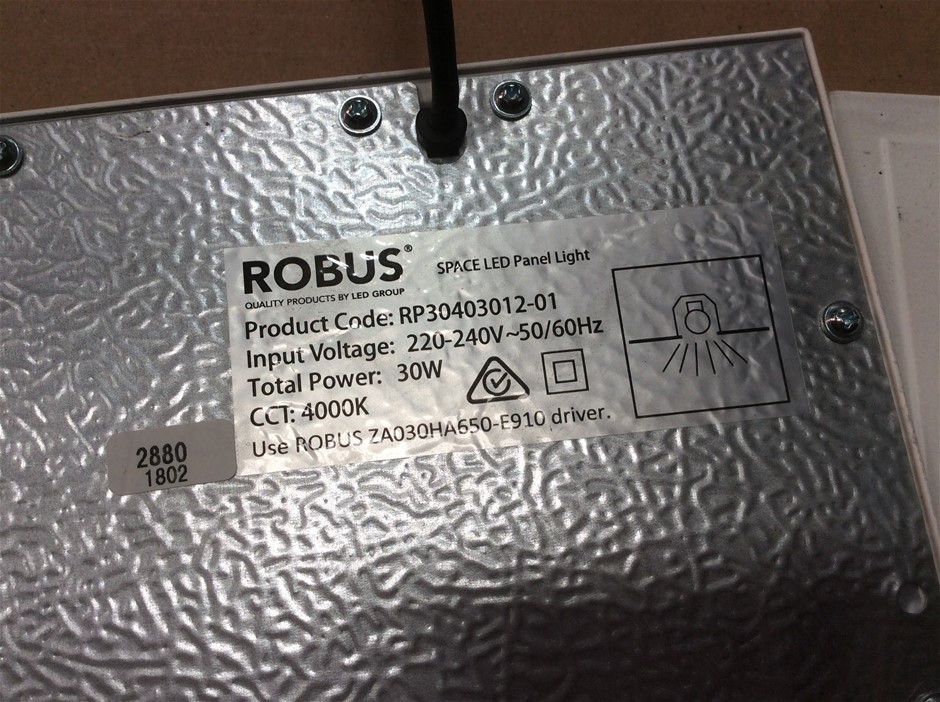 ROBUS®
SPACE LED Panel Light
QUALITY PRODUCTS BY LED GROUP
Product Code: RP30403012-01
Input Voltage: 220-240V~50/60Hz
Total Power: 30W
CCT: 4000K
Use ROBUS ZA030HA650-E910 driver.
2880
1802